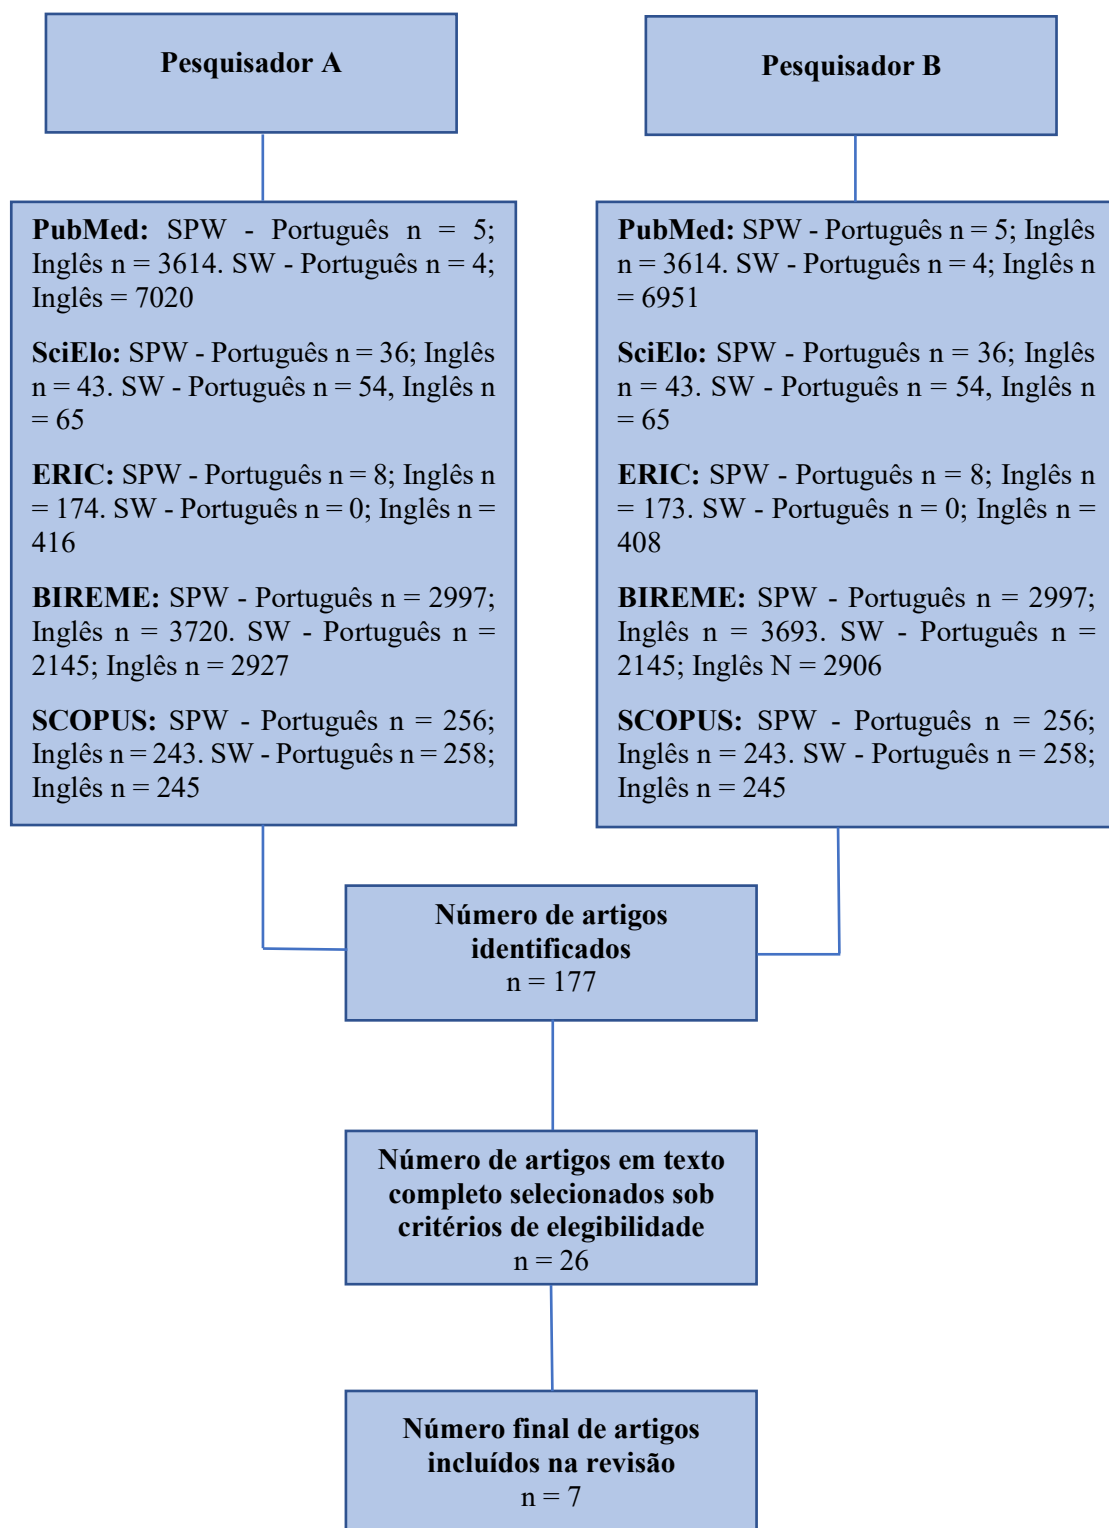 Pesquisador A
PubMed: SPW - Português n = 5;
Inglês n = 3614. SW - Português n = 4;
Inglês = 7020
SciElo: SPW - Português n = 36; Inglês
n = 43. SW - Português n = 54, Inglês n
= 65
ERIC: SPW - Português n = 8; Inglês n
= 174. SW - Português n = 0; Inglês n =
416
BIREME: SPW - Português n = 2997;
Inglês n = 3720. SW - Português n =
2145; Inglês n = 2927
SCOPUS: SPW - Português n = 256;
Inglês n = 243. SW - Português n = 258;
Inglês n = 245
Pesquisador B
PubMed: SPW - Português n = 5; Inglês
n = 3614. SW - Português n = 4; Inglês n
= 6951
SciElo: SPW - Português n = 36; Inglês
n = 43. SW - Português n = 54, Inglês n
= 65
ERIC: SPW - Português n = 8; Inglês n
= 173. SW - Português n = 0; Inglês n =
408
BIREME: SPW - Português n = 2997;
Inglês n = 3693. SW - Português n =
2145; Inglês N = 2906
SCOPUS: SPW - Português n = 256;
Inglês n = 243. SW - Português n = 258;
Inglês n = 245
Número de artigos
identificados
n = 177
Número de artigos em texto
completo selecionados sob
critérios de elegibilidade
n = 26
Número final de artigos
incluídos na revisão
n = 7